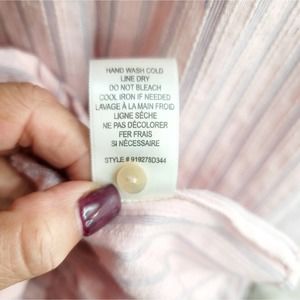 HAND WASH COLD
LINE DRY
DO NOT BLEACH
COOL IRON IF NEEDED
LAVAGE À LA MAIN FROID
LIGNE SÈCHE
NE PAS DÉCOLORER
FER FRAIS
SI NÉCESSAIRE
STYLE # 919278D344